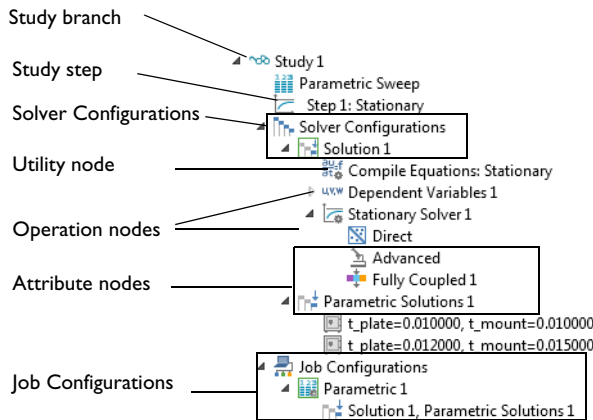 Study branch
Study 1
Study step
Parametric Sweep
Step 1: Stationary
Solver Configurations
Solver Configurations
Solution 1
Utility node
Compile Equations: Stationary
Dependent Variables 1
Operation nodes
Stationary Solver 1
Direct
Advanced
Attribute nodes
Fully Coupled 1
Parametric Solutions 1
t_plate=0.010000, t_mount=0.010000
t_plate=0.012000, t_mount=0.015000
Job Configurations
Job Configurations
Parametric 1
Solution 1, Parametric Solutions 1